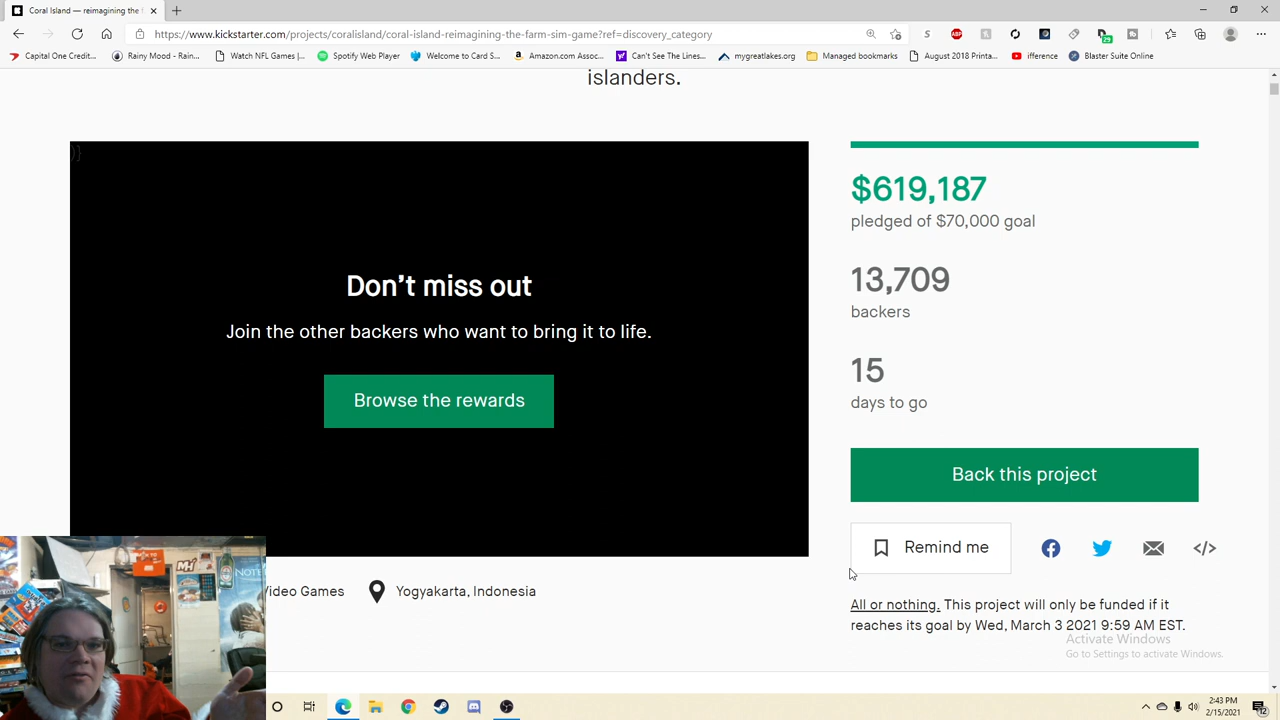 Coral Island — reimagining the f
https://www.kickstarter.com/projects/coralisland/coral-island-reimagining-the-farm-sim-game?ref=discovery_category
Capital One Credit...
Rainy Mood - Rain...
Watch NFL Games |...
Spotify Web Player
Welcome to Card S...
Amazon.com Assoc...
Can't See The Lines...
mygreatlakes.org
Managed bookmarks
August 2018 Printa...
ifference
Blaster Suite Online
islanders.
)}
Don't miss out
Join the other backers who want to bring it to life.
Browse the rewards
$619,187
pledged of $70,000 goal
13,709
backers
15
days to go
Back this project
Remind me
Video Games
Yogyakarta, Indonesia
All or nothing. This project will only be funded if it
reaches its goal by Wed, March 3 2021 9:59 AM EST.
Activate Windows
Go to Settings to activate Windows.
2:43 PM
2/15/2021
12